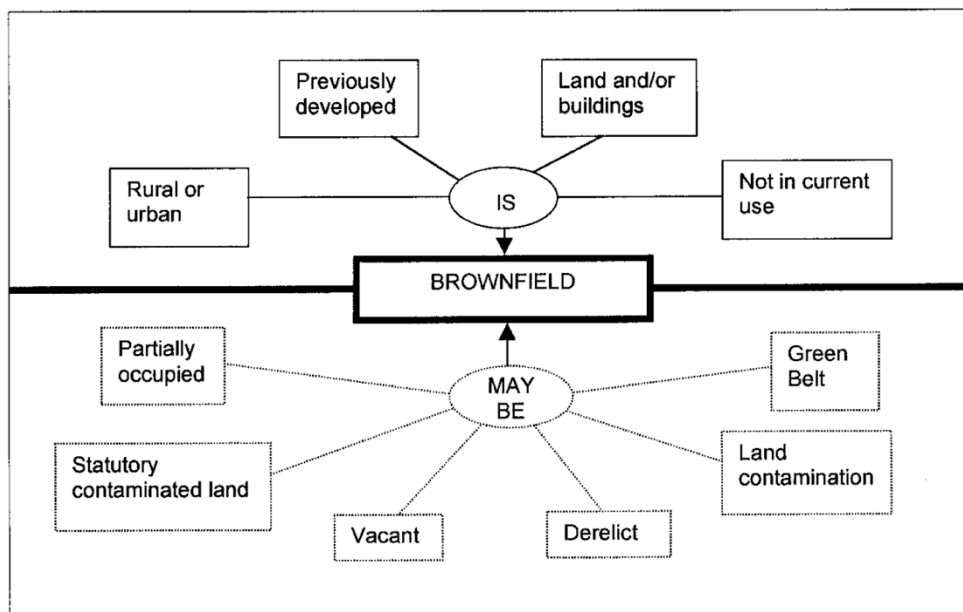 Previously
developed
Land and/or
buildings
Rural or
urban
IS
Not in current
use
BROWNFIELD
Partially
occupied
MAY
BE
Green
Belt
Statutory
contaminated land
Land
contamination
Vacant
Derelict